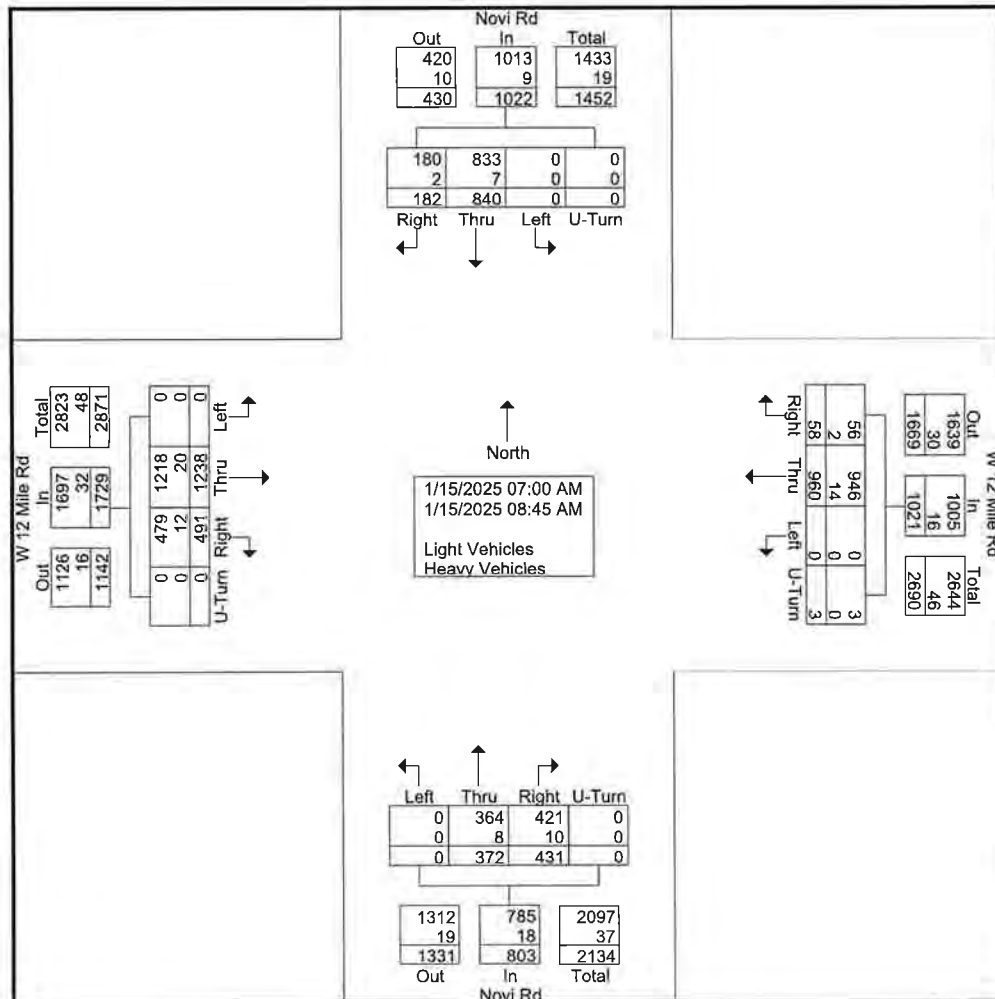 Novi Rd
Out In Total
420 1013 1433
10 9 19
430 1022 1452
180 833 0 0
2 7 0 0
182 840 0 0
Right Thru Left U-Turn
W 12 Mile Rd
Total In Out
2823 1697 1126
48 32 16
2871 1729 1142
0 1218 479 0
0 20 12 0
0 1238 491 0
Left Thru Right U-Turn
North
1/15/2025 07:00 AM
1/15/2025 08:45 AM
Light Vehicles
Heavy Vehicles
Right Thru Left U-Turn
56 946 0 3
2 14 0 0
58 960 0 3
W 12 Mile Rd
Out In Total
1639 1005 2644
30 16 46
1669 1021 2690
Left Thru Right U-Turn
0 364 421 0
0 8 10 0
0 372 431 0
1312 785 2097
19 18 37
1331 803 2134
Out In Total
Novi Rd